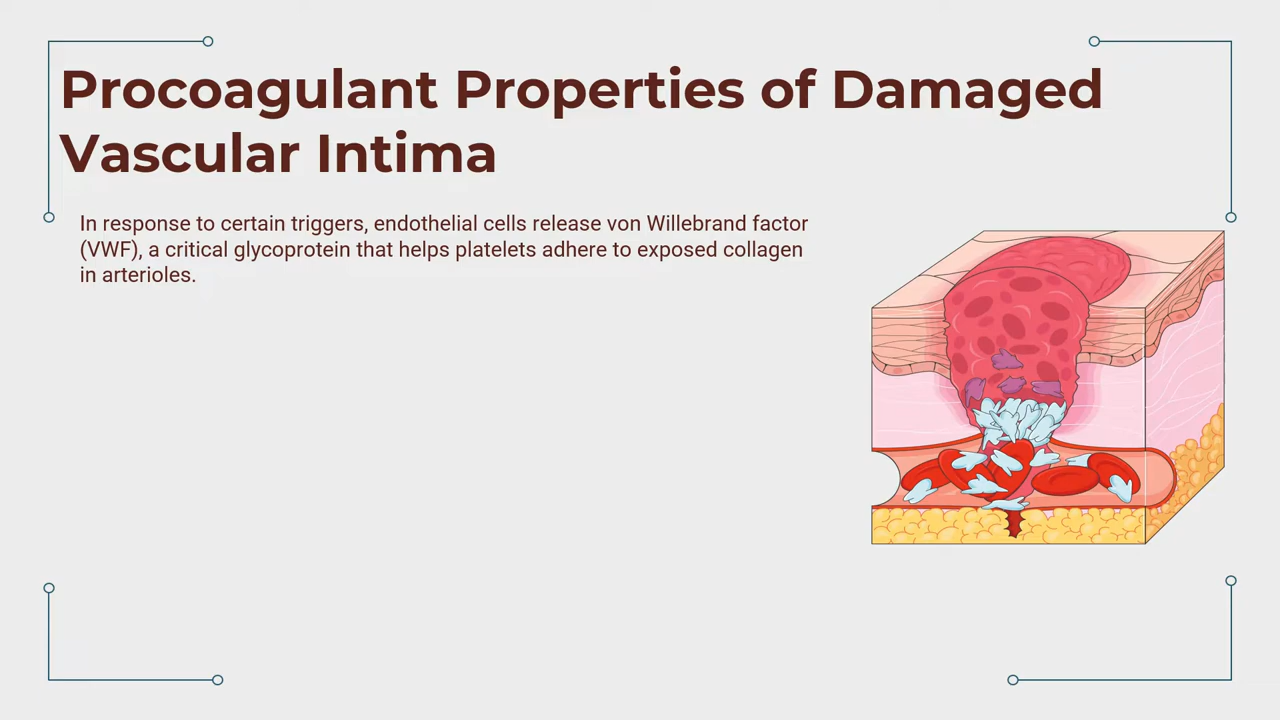 Procoagulant Properties of Damaged
Vascular Intima
In response to certain triggers, endothelial cells release von Willebrand factor
(VWF), a critical glycoprotein that helps platelets adhere to exposed collagen
in arterioles.